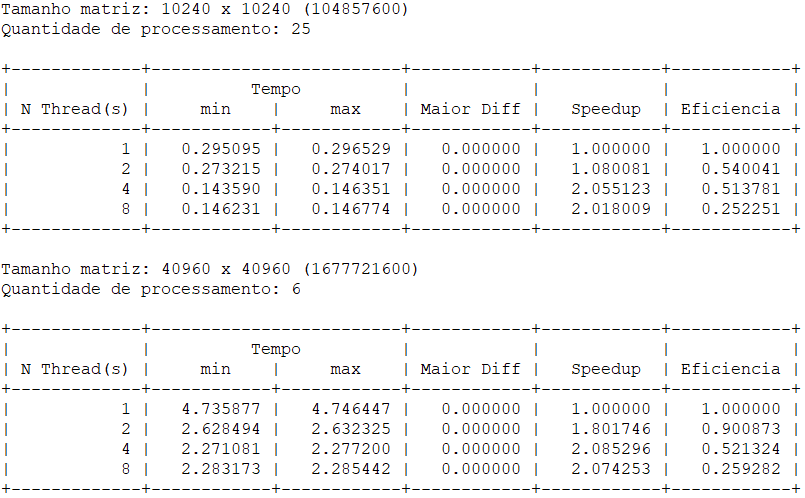 Tamanho matriz: 10240 x 10240 (104857600)
Quantidade de processamento: 25
+-------------+-------------------------+------------+------------+------------+
|             |          Tempo          |            |            |            |
| N Thread(s) |     min    |     max    | Maior Diff |   Speedup  | Eficiencia |
+-------------+------------+------------+------------+------------+------------+
|           1 |   0.295095 |   0.296529 |   0.000000 |   1.000000 |   1.000000 |
|           2 |   0.273215 |   0.274017 |   0.000000 |   1.080081 |   0.540041 |
|           4 |   0.143590 |   0.146351 |   0.000000 |   2.055123 |   0.513781 |
|           8 |   0.146231 |   0.146774 |   0.000000 |   2.018009 |   0.252251 |
+-------------+------------+------------+------------+------------+------------+
Tamanho matriz: 40960 x 40960 (1677721600)
Quantidade de processamento: 6
+-------------+-------------------------+------------+------------+------------+
|             |          Tempo          |            |            |            |
| N Thread(s) |     min    |     max    | Maior Diff |   Speedup  | Eficiencia |
+-------------+------------+------------+------------+------------+------------+
|           1 |   4.735877 |   4.746447 |   0.000000 |   1.000000 |   1.000000 |
|           2 |   2.628494 |   2.632325 |   0.000000 |   1.801746 |   0.900873 |
|           4 |   2.271081 |   2.277200 |   0.000000 |   2.085296 |   0.521324 |
|           8 |   2.283173 |   2.285442 |   0.000000 |   2.074253 |   0.259282 |
+-------------+------------+------------+------------+------------+------------+